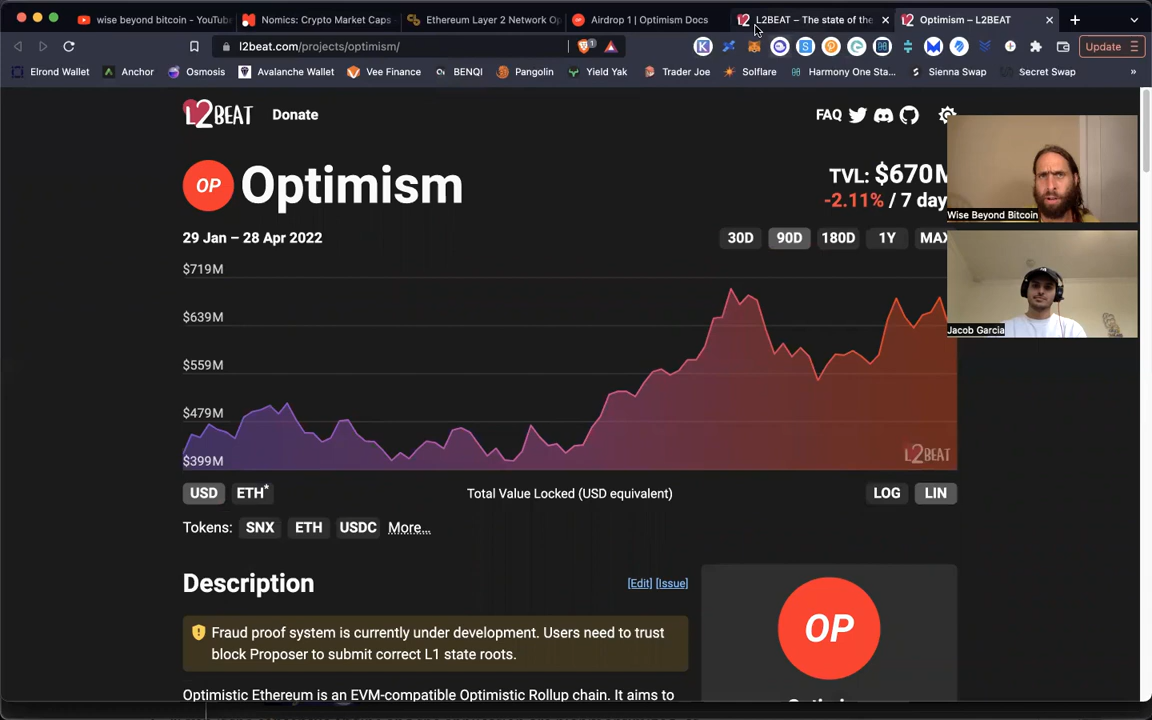 wise beyond bitcoin - YouTube
Nomics: Crypto Market Caps
Ethereum Layer 2 Network Op
Airdrop 1 | Optimism Docs
L2BEAT – The state of the
Optimism – L2BEAT
l2beat.com/projects/optimism/
1
Update
Elrond Wallet
Anchor
Osmosis
Avalanche Wallet
Vee Finance
BENQI
Pangolin
Yield Yak
Trader Joe
Solflare
Harmony One Sta...
Sienna Swap
Secret Swap
»
L2BEAT
Donate
FAQ
OP
Optimism
TVL: $670M
-2.11% / 7 day
29 Jan – 28 Apr 2022
30D 90D 180D 1Y MAX
$719M
$639M
$559M
$479M
$399M
L2BEAT
Wise Beyond Bitcoin
Jacob Garcia
USD ETH*
Total Value Locked (USD equivalent)
LOG LIN
Tokens: SNX ETH USDC More...
Description
[Edit] [Issue]
Fraud proof system is currently under development. Users need to trust
block Proposer to submit correct L1 state roots.
Optimistic Ethereum is an EVM-compatible Optimistic Rollup chain. It aims to
OP